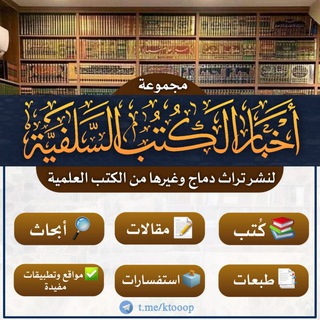 مجموعة
أخبار الكتب السلفية
لنشر تراث دماج وغيرها من الكتب العلمية
كُتب
مقالات
أبحاث
طبعات
استفسارات
مواقع وتطبيقات
مفيدة
t.me/ktooop